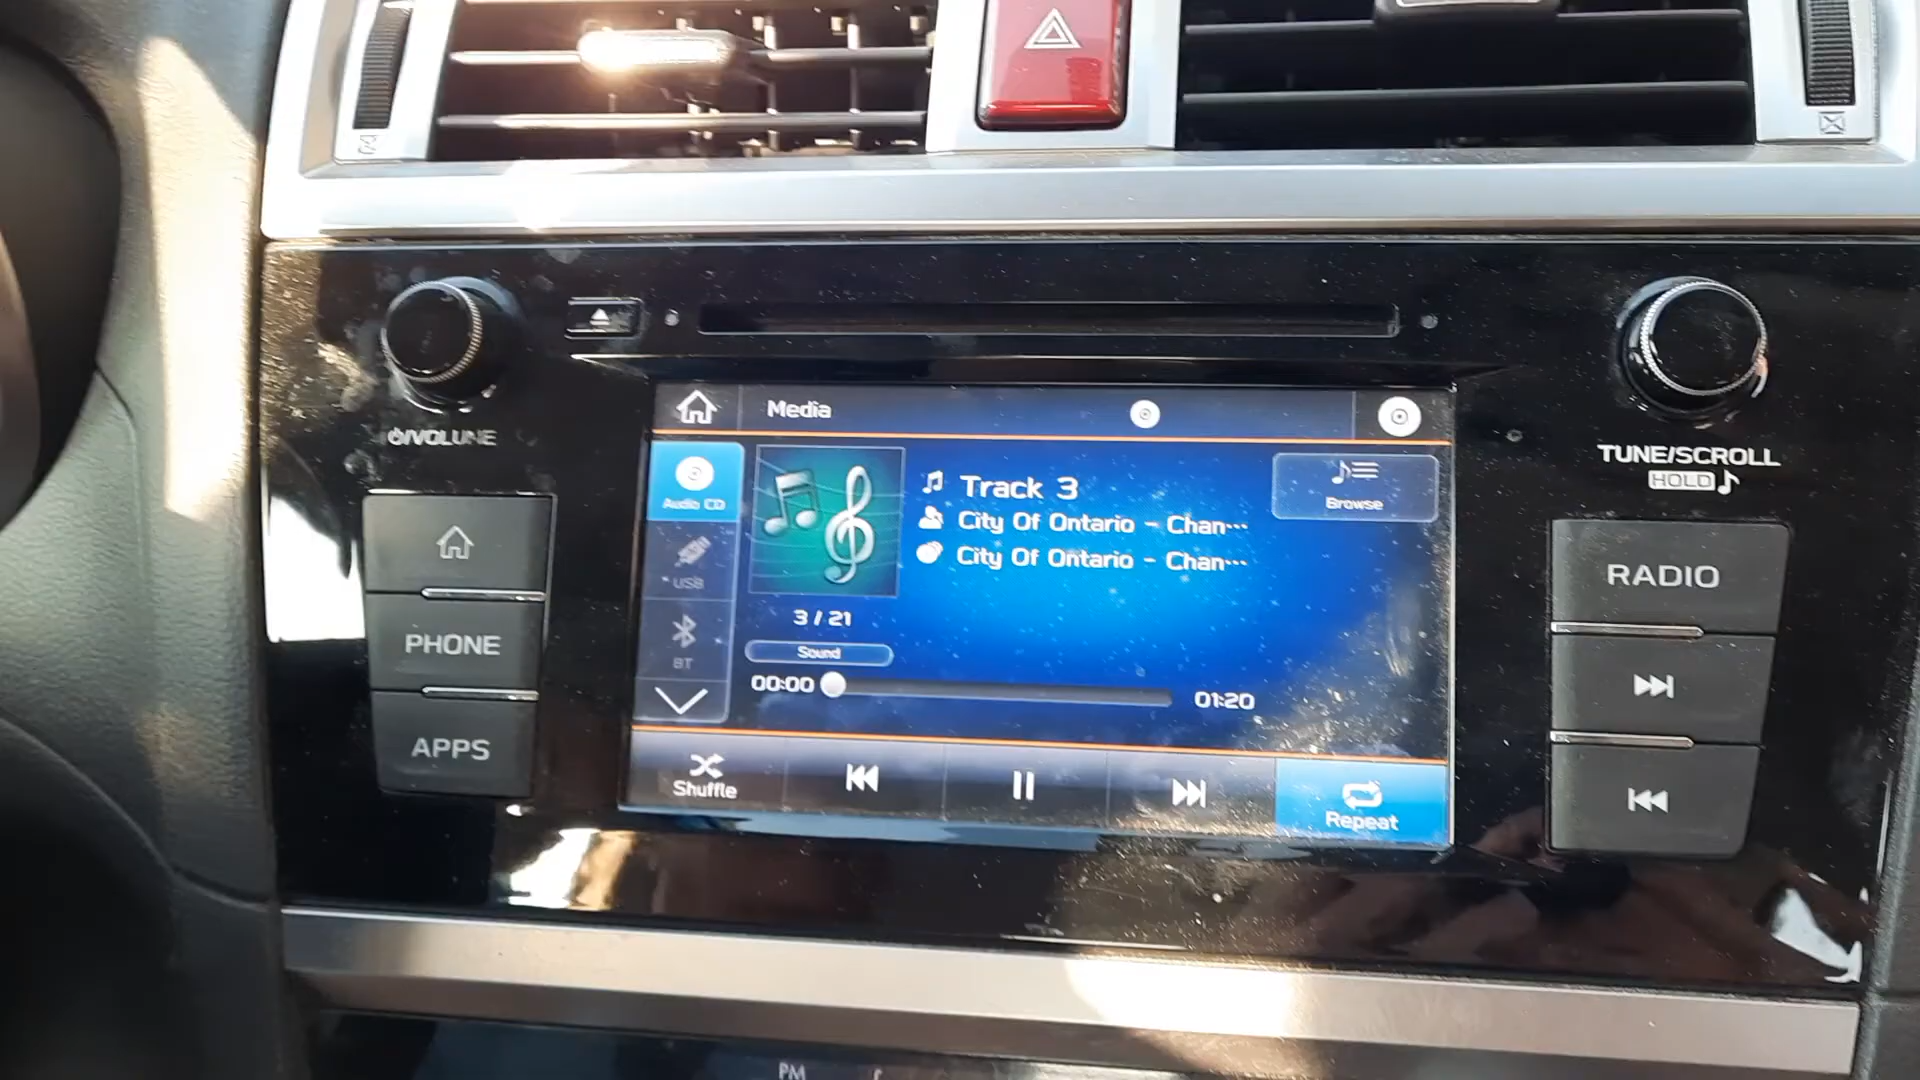 Media
VOLUME
TUNE/SCROLL
HOLD
Audio CD
Track 3
Browse
City Of Ontario - Chan···
City Of Ontario - Chan···
USB
3 / 21
BT
Sound
00:00
01:20
PHONE
APPS
RADIO
Shuffle
Repeat
PM